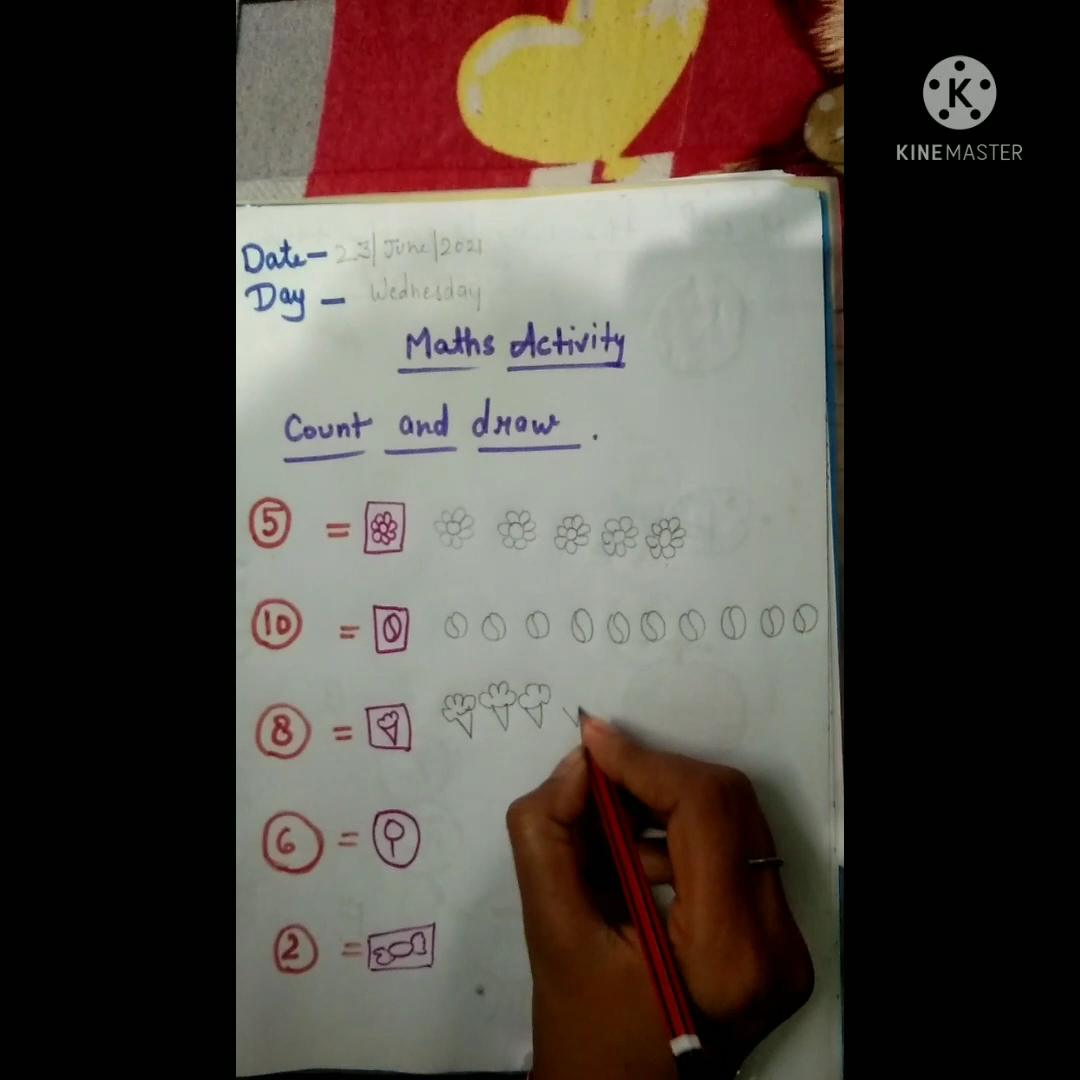 K
KINEMASTER
Date- 23/June/2021
Day - Wednesday
Maths Activity
Count and draw.
5 =
10 =
8 =
6 =
2 =